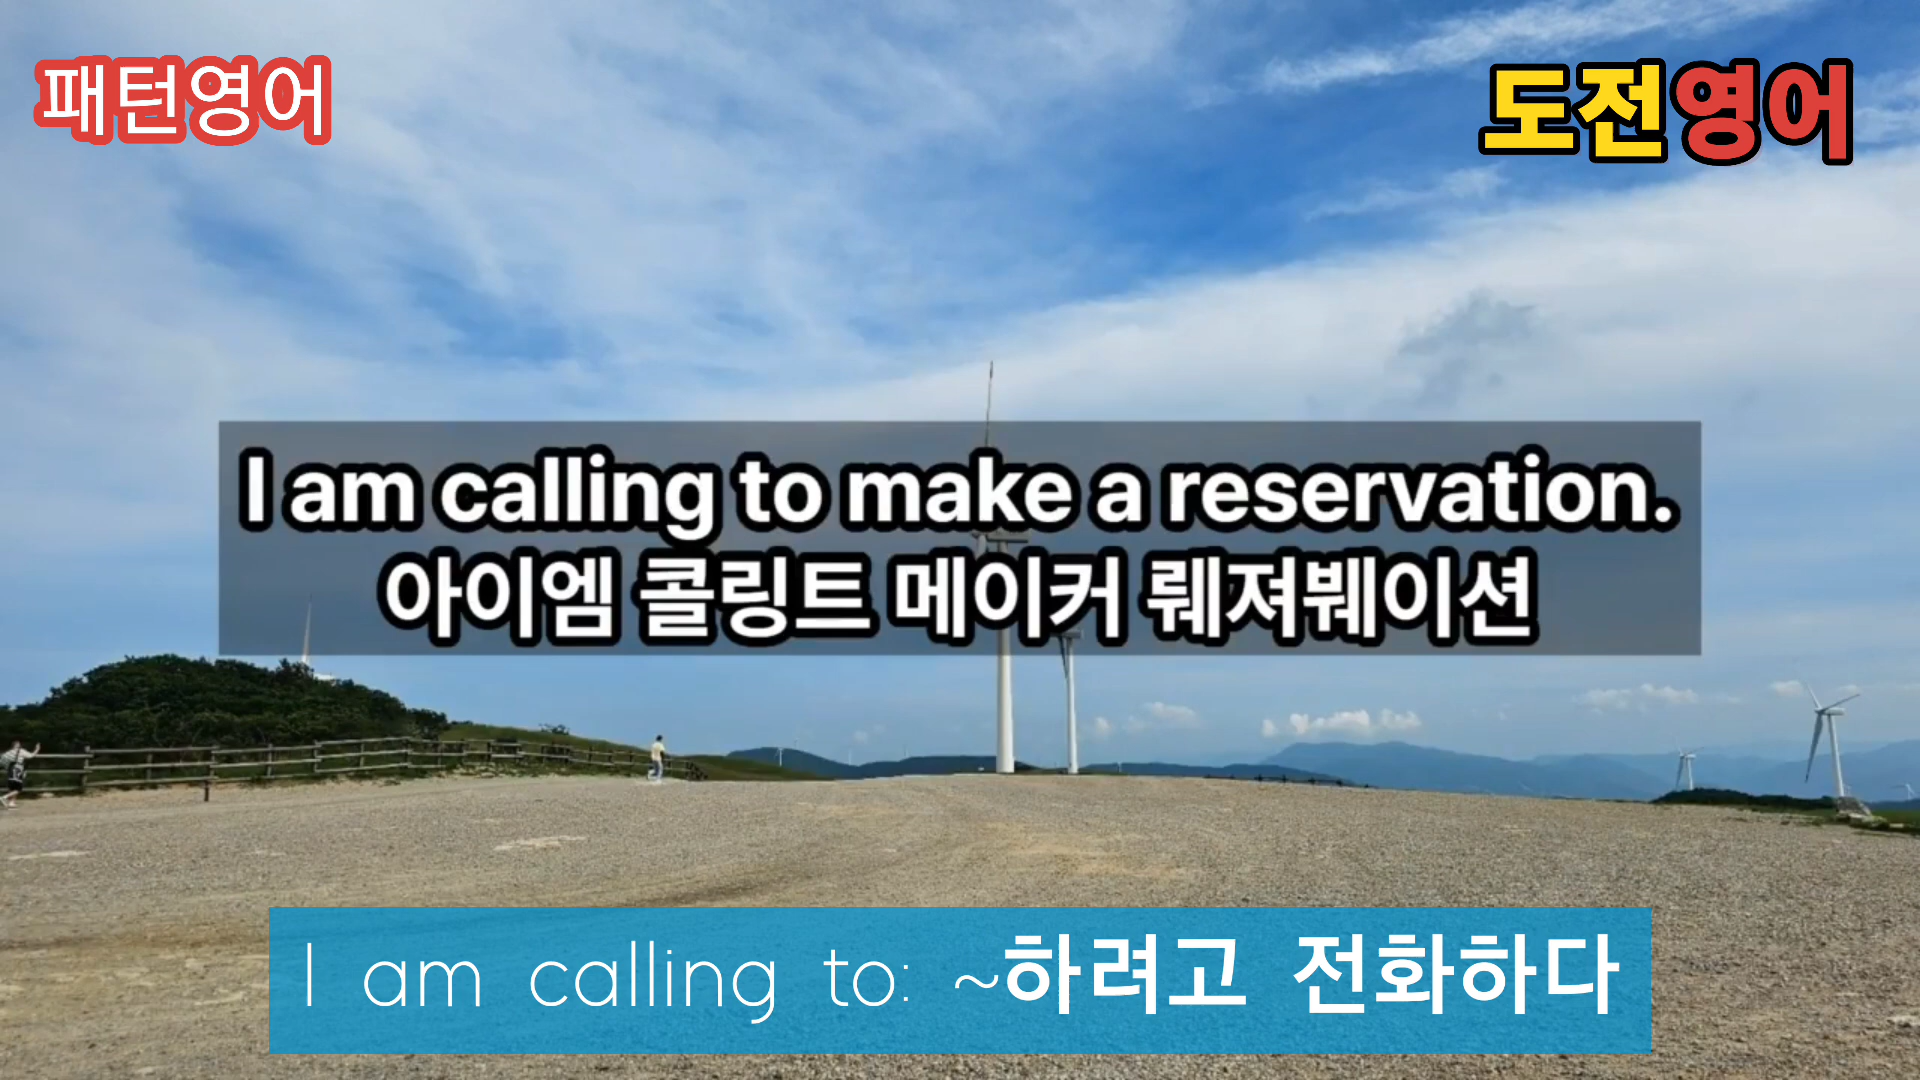 패턴영어
도전영어
I am calling to make a reservation.
아이엠 콜링트 메이커 뤠져붸이션
I am calling to: ~하려고 전화하다